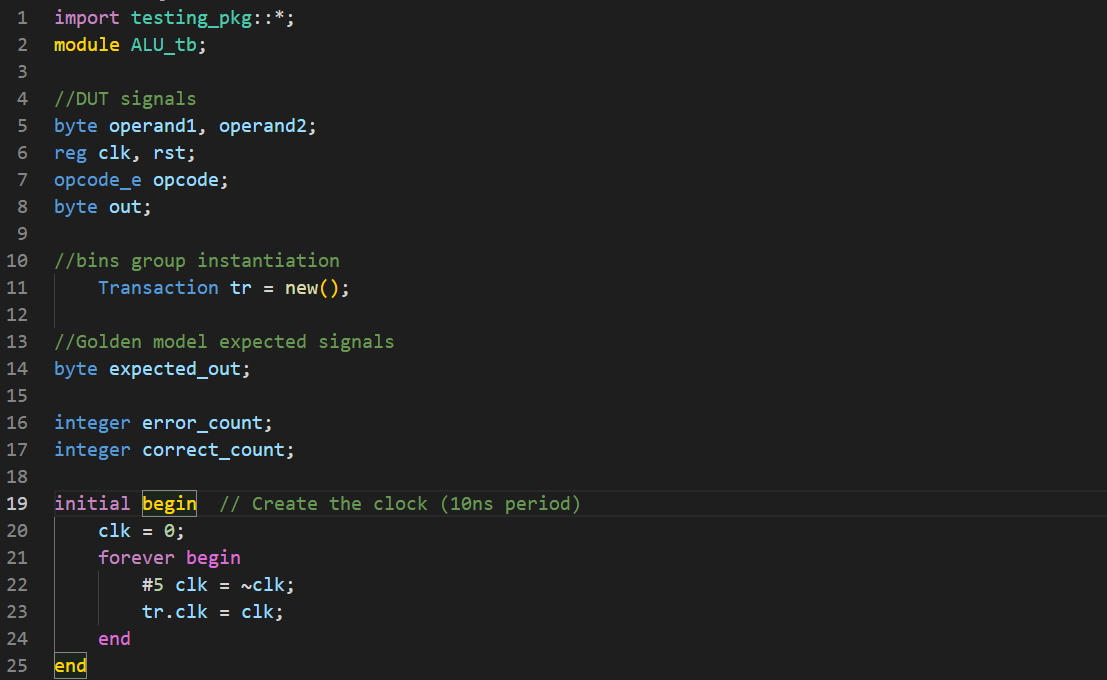 1 import testing_pkg::*;
2 module ALU_tb;
3
4 //DUT signals
5 byte operand1, operand2;
6 reg clk, rst;
7 opcode_e opcode;
8 byte out;
9
10 //bins group instantiation
11     Transaction tr = new();
12
13 //Golden model expected signals
14 byte expected_out;
15
16 integer error_count;
17 integer correct_count;
18
19 initial begin  // Create the clock (10ns period)
20     clk = 0;
21     forever begin
22         #5 clk = ~clk;
23         tr.clk = clk;
24     end
25 end